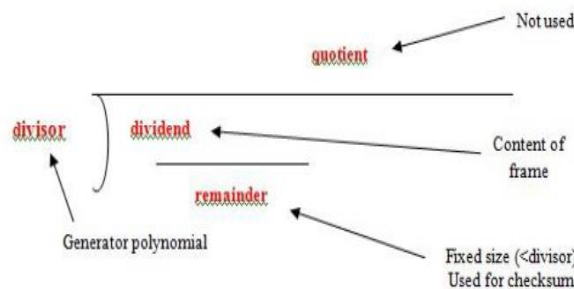 Not used
quotient
divisor
dividend
Content of
frame
remainder
Generator polynomial
Fixed size (<divisor)
Used for checksum